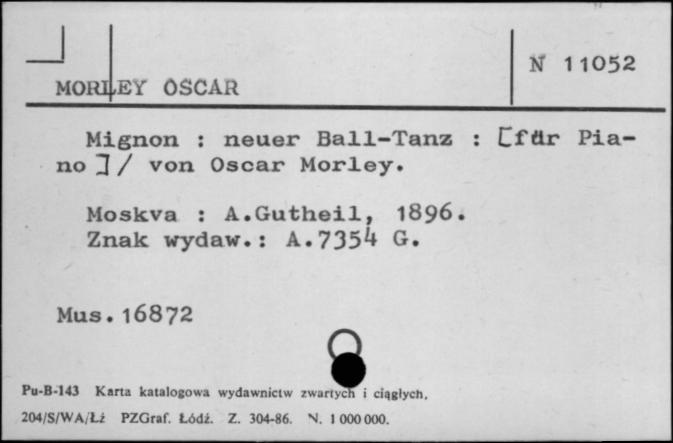 N 11052
MORLEY OSCAR
Mignon : neuer Ball-Tanz : [für Pia-
no]/ von Oscar Morley.
Moskva : A.Gutheil, 1896.
Znak wydaw.: A.7354 G.
Mus.16872
Pu-B-143 Karta katalogowa wydawnictw zwartych i ciągłych.
204/S/WA/Łź PZGraf. Łódź. Z. 304-86. N. 1 000 000.